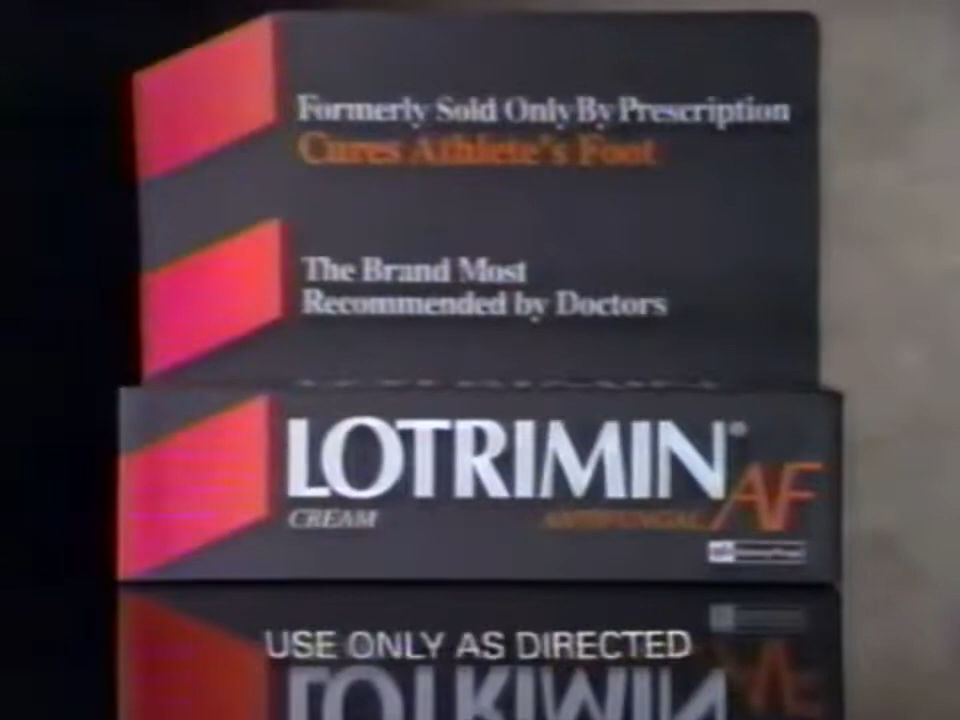 Formerly Sold Only By Prescription
Cures Athlete's Foot
The Brand Most
Recommended by Doctors
LOTRIMIN® AF
CREAM ANTIFUNGAL
USE ONLY AS DIRECTED